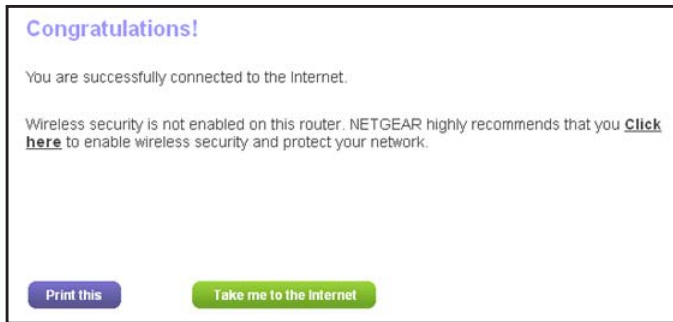 Congratulations!
You are successfully connected to the Internet.
Wireless security is not enabled on this router. NETGEAR highly recommends that you Click
here to enable wireless security and protect your network.
Print this
Take me to the Internet